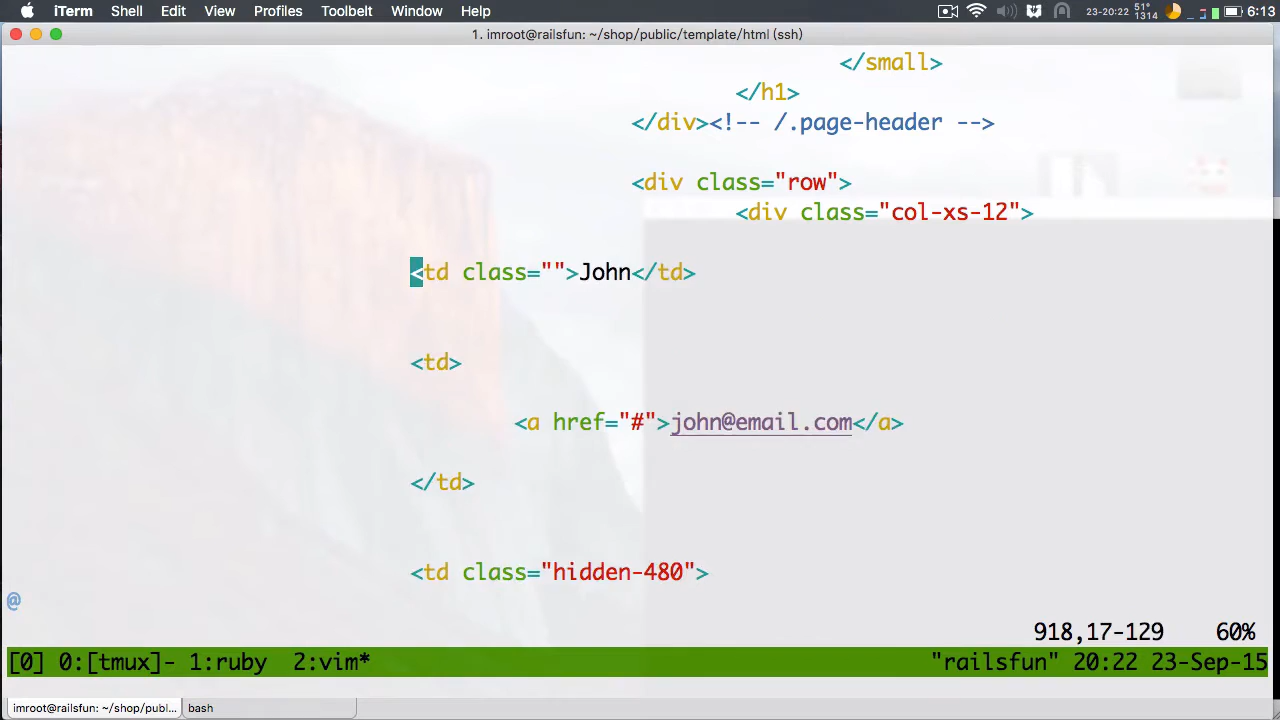 iTerm Shell Edit View Profiles Toolbelt Window Help 23-20:22 51° 1314 6:13
1. imroot@railsfun: ~/shop/public/template/html (ssh)
</small>
</h1>
</div><!-- /.page-header -->
<div class="row">
<div class="col-xs-12">
<td class="">John</td>
<td>
<a href="#">john@email.com</a>
</td>
<td class="hidden-480">
@
918,17-129 60%
[0] 0:[tmux]- 1:ruby 2:vim* "railsfun" 20:22 23-Sep-15
imroot@railsfun: ~/shop/publ... bash